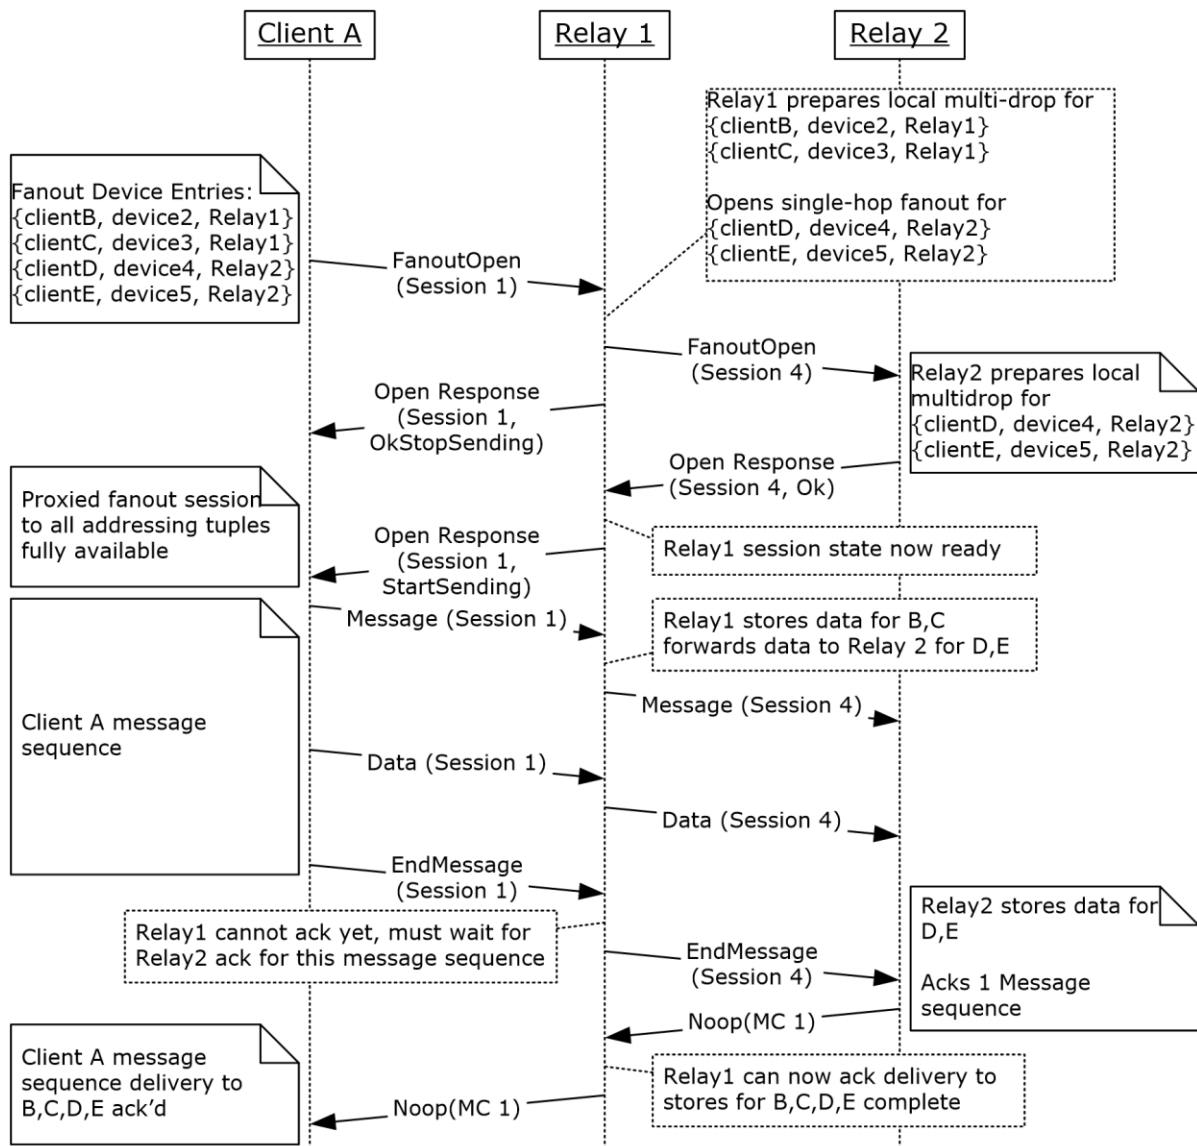 Client A
Relay 1
Relay 2
Relay1 prepares local multi-drop for
{clientB, device2, Relay1}
{clientC, device3, Relay1}
Opens single-hop fanout for
{clientD, device4, Relay2}
{clientE, device5, Relay2}
Fanout Device Entries:
{clientB, device2, Relay1}
{clientC, device3, Relay1}
{clientD, device4, Relay2}
{clientE, device5, Relay2}
FanoutOpen
(Session 1)
FanoutOpen
(Session 4)
Relay2 prepares local
multidrop for
{clientD, device4, Relay2}
{clientE, device5, Relay2}
Open Response
(Session 1,
OkStopSending)
Open Response
(Session 4, Ok)
Proxied fanout session
to all addressing tuples
fully available
Relay1 session state now ready
Open Response
(Session 1,
StartSending)
Message (Session 1)
Relay1 stores data for B,C
forwards data to Relay 2 for D,E
Client A message
sequence
Message (Session 4)
Data (Session 1)
Data (Session 4)
EndMessage
(Session 1)
Relay1 cannot ack yet, must wait for
Relay2 ack for this message sequence
EndMessage
(Session 4)
Relay2 stores data for
D,E
Acks 1 Message
sequence
Noop(MC 1)
Client A message
sequence delivery to
B,C,D,E ack’d
Relay1 can now ack delivery to
stores for B,C,D,E complete
Noop(MC 1)